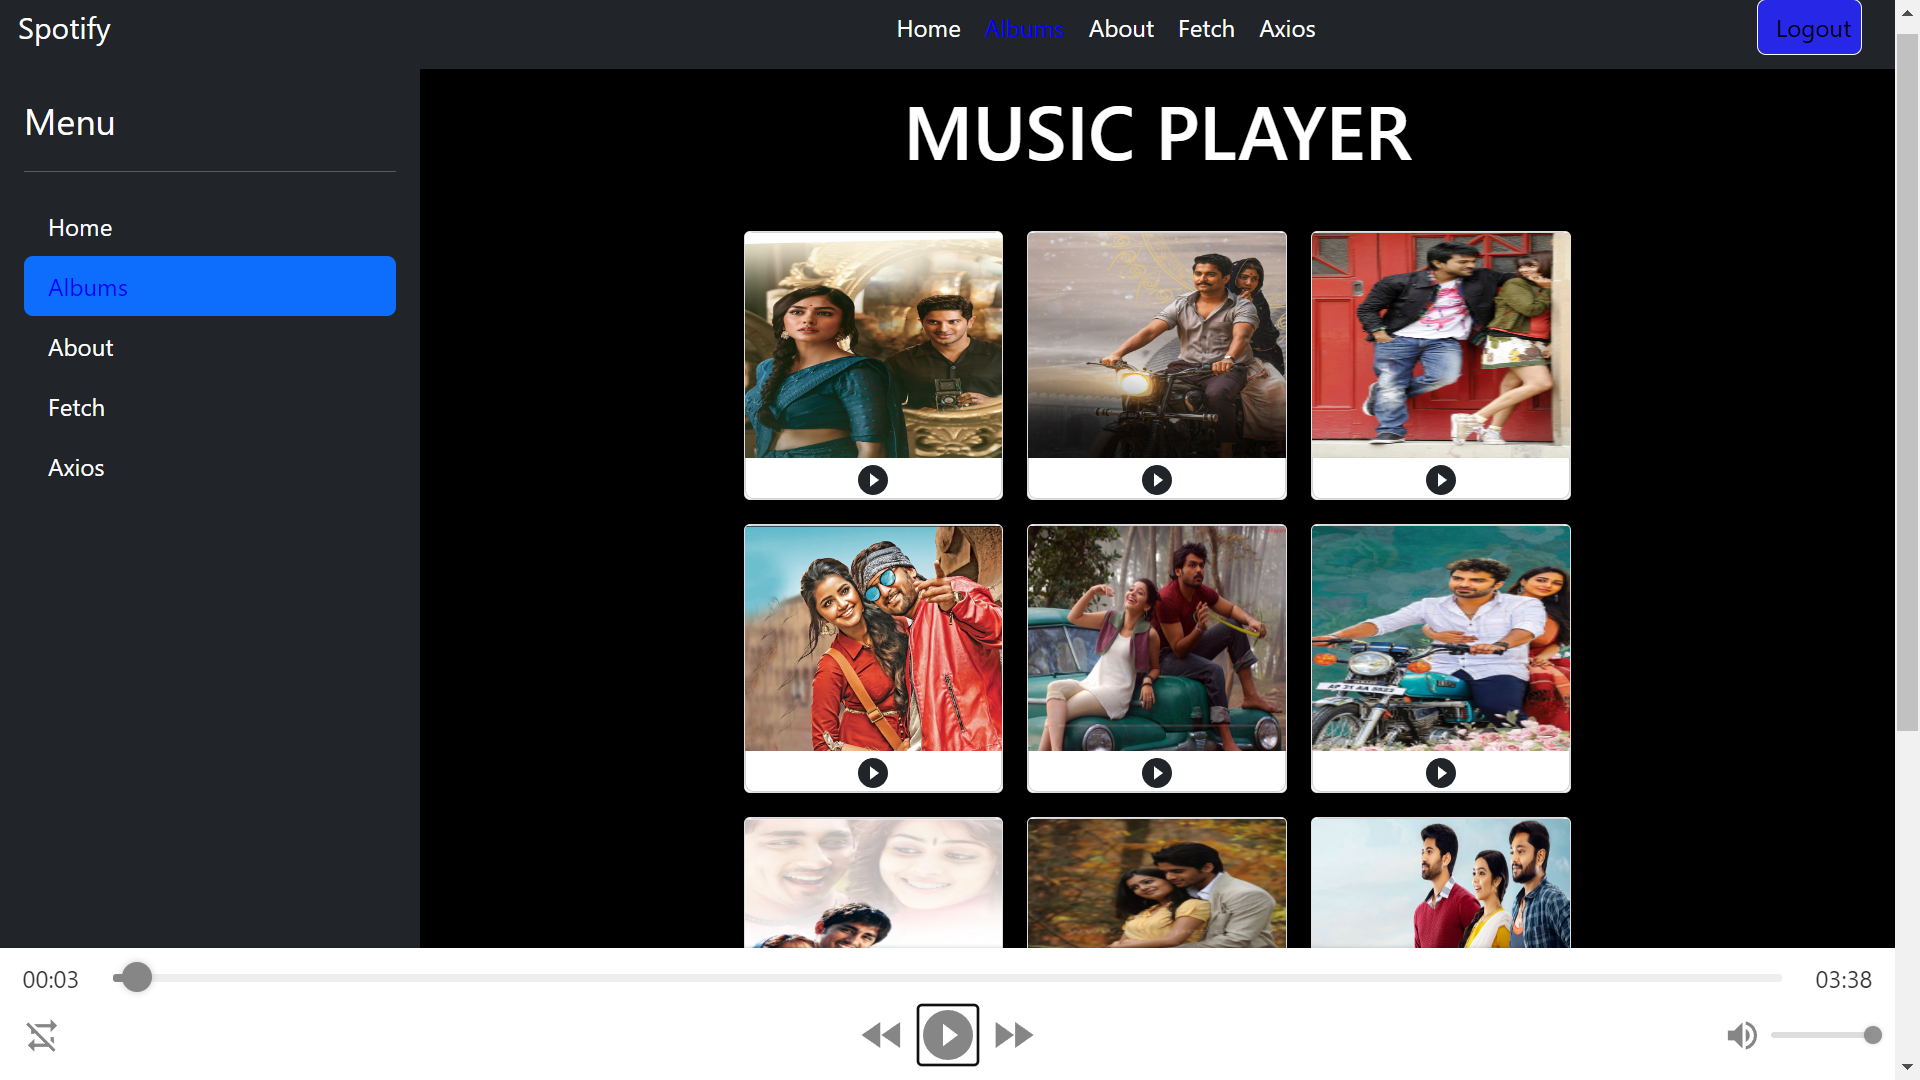 Spotify
Home Albums About Fetch Axios
Logout
Menu
Home
Albums
About
Fetch
Axios
MUSIC PLAYER
00:03
03:38